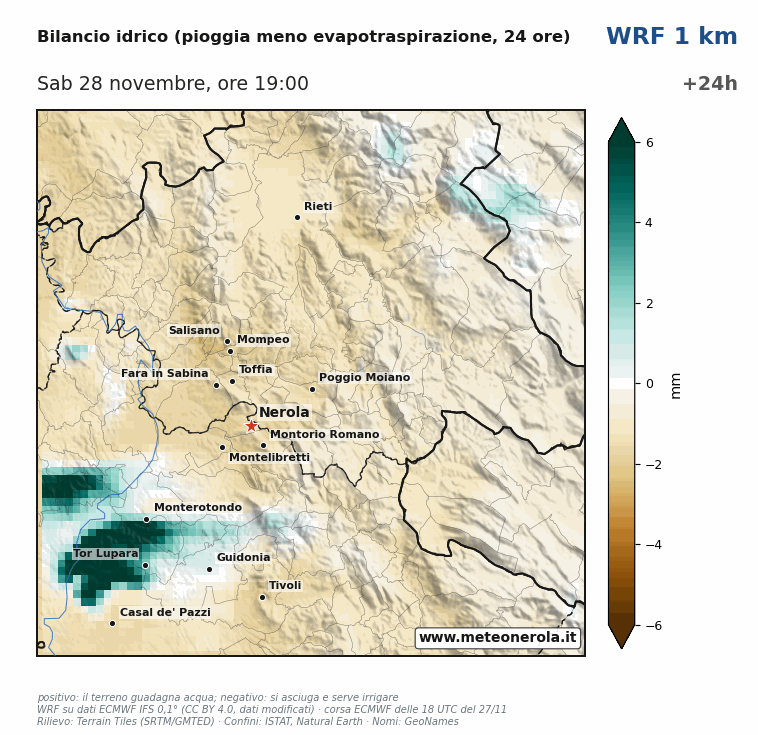 Bilancio idrico (pioggia meno evapotraspirazione, 24 ore)
WRF 1 km
Sab 28 novembre, ore 19:00
+24h
Rieti
Salisano
Mompeo
Fara in Sabina
Toffia
Poggio Moiano
Nerola
Montorio Romano
Montelibretti
Monterotondo
Tor Lupara
Guidonia
Tivoli
Casal de' Pazzi
www.meteonerola.it
6
4
2
0
−2
−4
−6
mm
positivo: il terreno guadagna acqua; negativo: si asciuga e serve irrigare
WRF su dati ECMWF IFS 0,1° (CC BY 4.0, dati modificati) · corsa ECMWF delle 18 UTC del 27/11
Rilievo: Terrain Tiles (SRTM/GMTED) · Confini: ISTAT, Natural Earth · Nomi: GeoNames